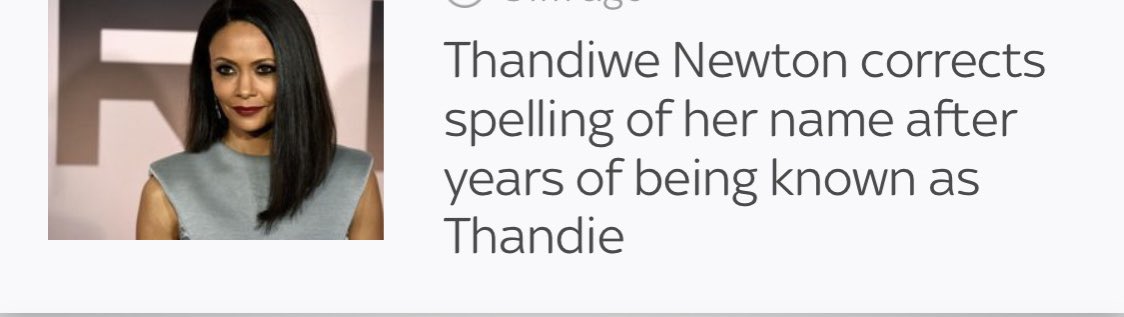 Thandiwe Newton corrects
spelling of her name after
years of being known as
Thandie